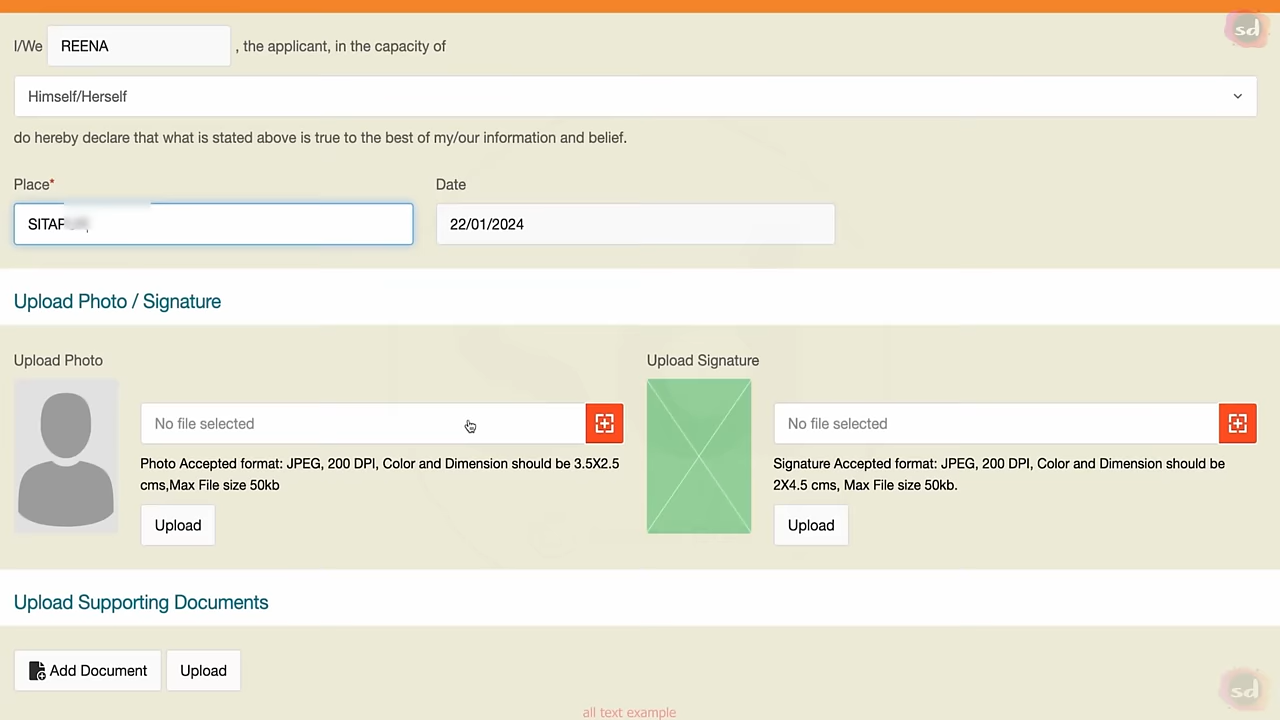 sd
I/We REENA , the applicant, in the capacity of
Himself/Herself
do hereby declare that what is stated above is true to the best of my/our information and belief.
Place* Date
22/01/2024
Upload Photo / Signature
Upload Photo Upload Signature
No file selected No file selected
Photo Accepted format: JPEG, 200 DPI, Color and Dimension should be 3.5X2.5 Signature Accepted format: JPEG, 200 DPI, Color and Dimension should be
cms,Max File size 50kb 2X4.5 cms, Max File size 50kb.
Upload Upload
Upload Supporting Documents
Add Document Upload
sd
all text example